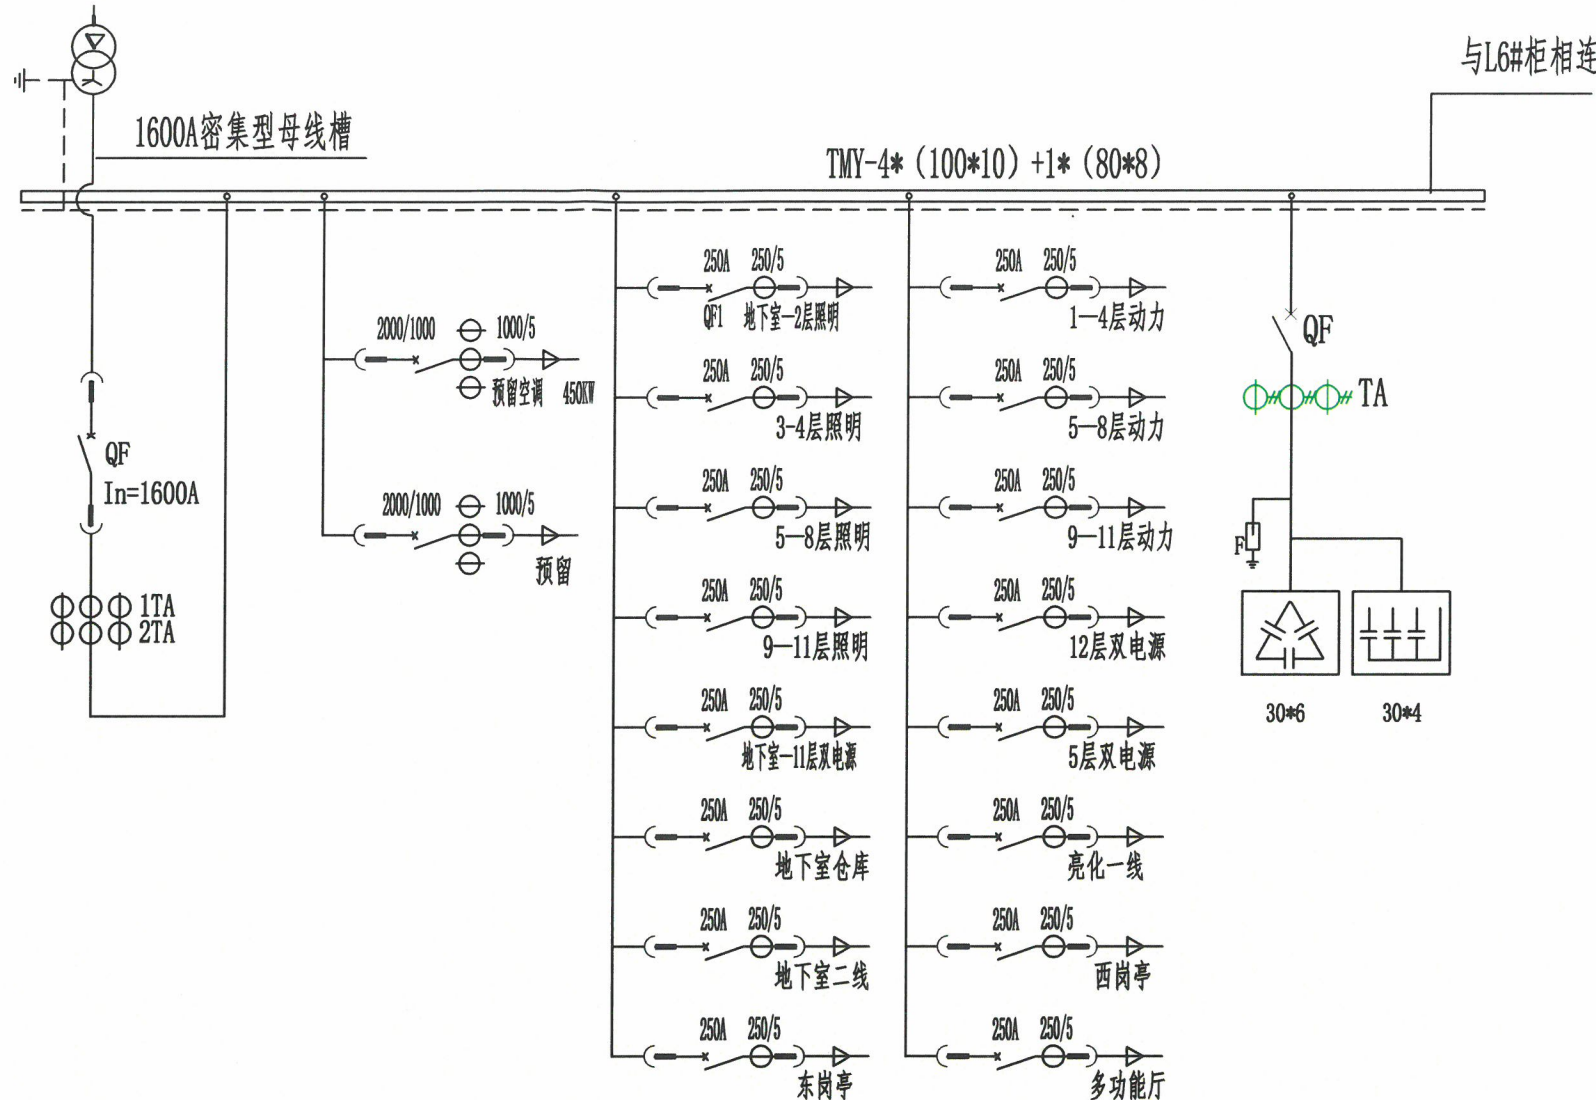 与L6#柜相连
1600A密集型母线槽
TMY-4*（100*10）+1*（80*8）
QF
In=1600A
1TA
2TA
2000/1000 1000/5
预留空调 450KW
2000/1000 1000/5
预留
250A 250/5
QF1 地下室—2层照明
250A 250/5
3-4层照明
250A 250/5
5—8层照明
250A 250/5
9—11层照明
250A 250/5
地下室—11层双电源
250A 250/5
地下室仓库
250A 250/5
地下室二线
250A 250/5
东岗亭
250A 250/5
1—4层动力
250A 250/5
5—8层动力
250A 250/5
9—11层动力
250A 250/5
12层双电源
250A 250/5
5层双电源
250A 250/5
亮化一线
250A 250/5
西岗亭
250A 250/5
多功能厅
QF
TA
F
30*6
30*4